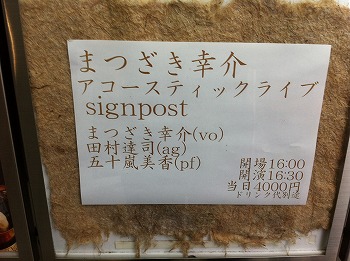 まつざき幸介
アコースティックライブ
signpost
まつざき幸介(vo)
田村達司(ag)
五十嵐美香(pf)
開場16:00
開演16:30
当日4000円
ドリンク代別途